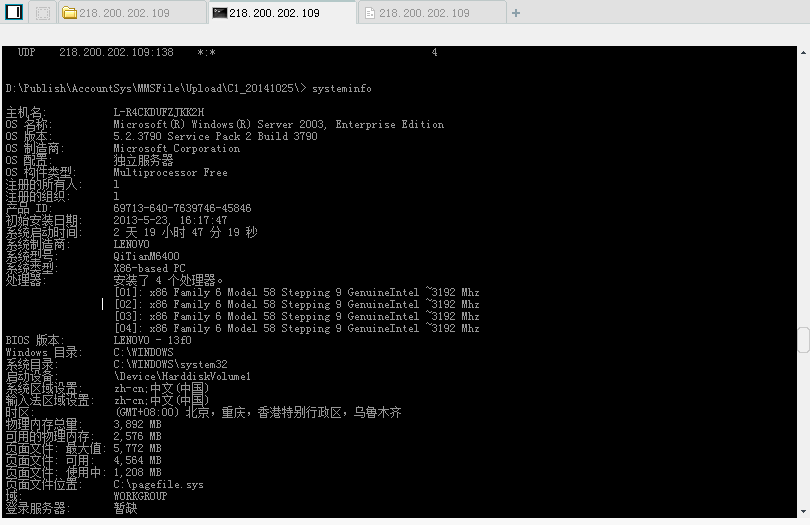 218.200.202.109 218.200.202.109 218.200.202.109
UDP 218.200.202.109:138 *:* 4
D:\Publish\AccountSys\MMSFile\Upload\C1_20141025\> systeminfo
主机名: L-R4CKDUFZJKK2H
OS 名称: Microsoft(R) Windows(R) Server 2003, Enterprise Edition
OS 版本: 5.2.3790 Service Pack 2 Build 3790
OS 制造商: Microsoft Corporation
OS 配置: 独立服务器
OS 构件类型: Multiprocessor Free
注册的所有人: l
注册的组织: l
产品 ID: 69713-640-7639746-45846
初始安装日期: 2013-5-23, 16:17:47
系统启动时间: 2 天 19 小时 47 分 19 秒
系统制造商: LENOVO
系统型号: QiTianM6400
系统类型: X86-based PC
处理器: 安装了 4 个处理器。
[01]: x86 Family 6 Model 58 Stepping 9 GenuineIntel ~3192 Mhz
[02]: x86 Family 6 Model 58 Stepping 9 GenuineIntel ~3192 Mhz
[03]: x86 Family 6 Model 58 Stepping 9 GenuineIntel ~3192 Mhz
[04]: x86 Family 6 Model 58 Stepping 9 GenuineIntel ~3192 Mhz
BIOS 版本: LENOVO - 13f0
Windows 目录: C:\WINDOWS
系统目录: C:\WINDOWS\system32
启动设备: \Device\HarddiskVolume1
系统区域设置: zh-cn;中文(中国)
输入法区域设置: zh-cn;中文(中国)
时区: (GMT+08:00) 北京，重庆，香港特别行政区，乌鲁木齐
物理内存总量: 3,892 MB
可用的物理内存: 2,576 MB
页面文件: 最大值: 5,772 MB
页面文件: 可用: 4,564 MB
页面文件: 使用中: 1,208 MB
页面文件位置: C:\pagefile.sys
域: WORKGROUP
登录服务器: 暂缺